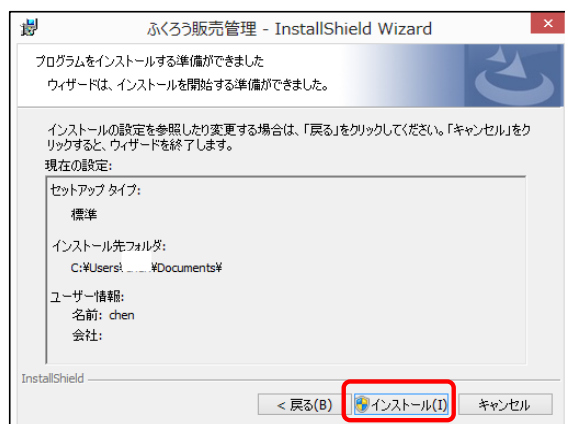 ふくろう販売管理 - InstallShield Wizard
プログラムをインストールする準備ができました
ウィザードは、インストールを開始する準備ができました。
インストールの設定を参照したり変更する場合は、「戻る」をクリックしてください。「キャンセル」をク
リックすると、ウィザードを終了します。
現在の設定:
セットアップ タイプ:
標準
インストール先フォルダ:
C:¥Users¥ ¥Documents¥
ユーザー情報:
名前: chen
会社:
InstallShield
< 戻る(B) インストール(I) キャンセル